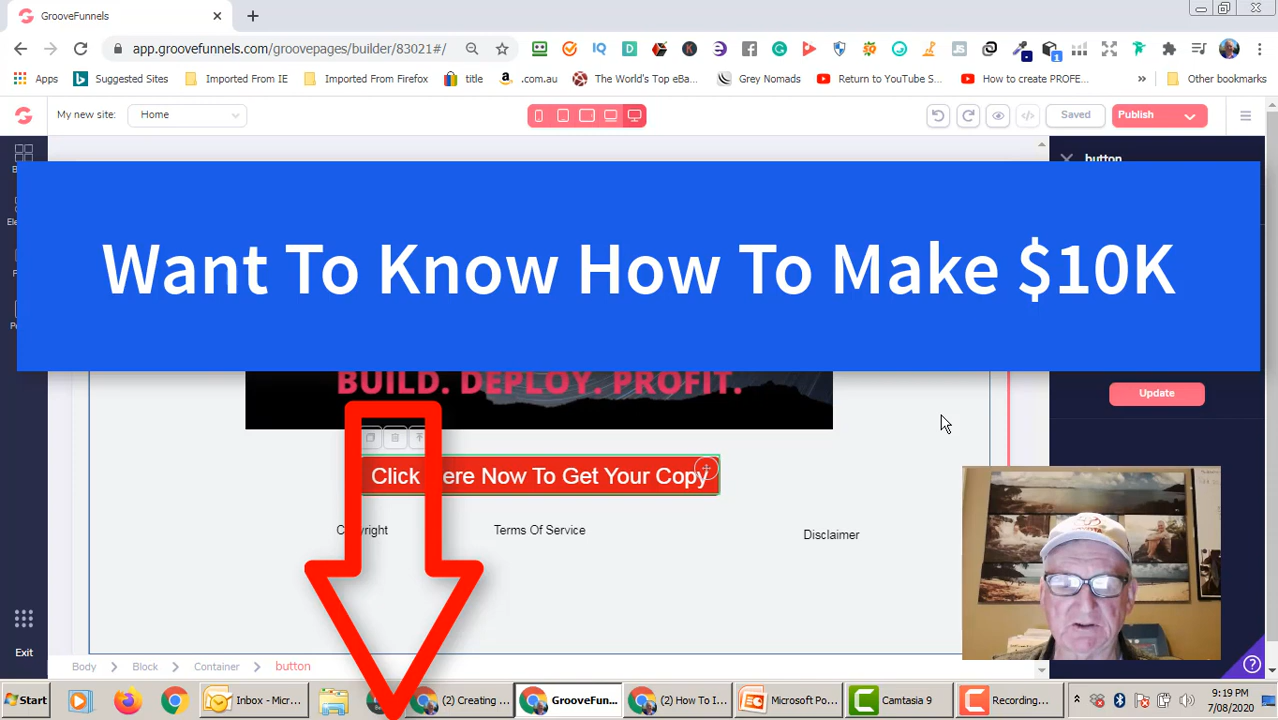 GrooveFunnels
app.groovefunnels.com/groovepages/builder/83021#/
Apps
Suggested Sites
Imported From IE
Imported From Firefox
title
.com.au
The World's Top eBa...
Grey Nomads
Return to YouTube S...
How to create PROFE...
Other bookmarks
My new site:
Home
Saved
Publish
button
Want To Know How To Make $10K
BUILD. DEPLOY. PROFIT.
Update
Click ere Now To Get Your Copy
Terms Of Service
Disclaimer
Exit
Body
Block
Container
button
Start
Inbox - Micr...
(2) Creating ...
GrooveFun...
(2) How To I...
Microsoft Po...
Camtasia 9
Recording...
9:19 PM
7/08/2020